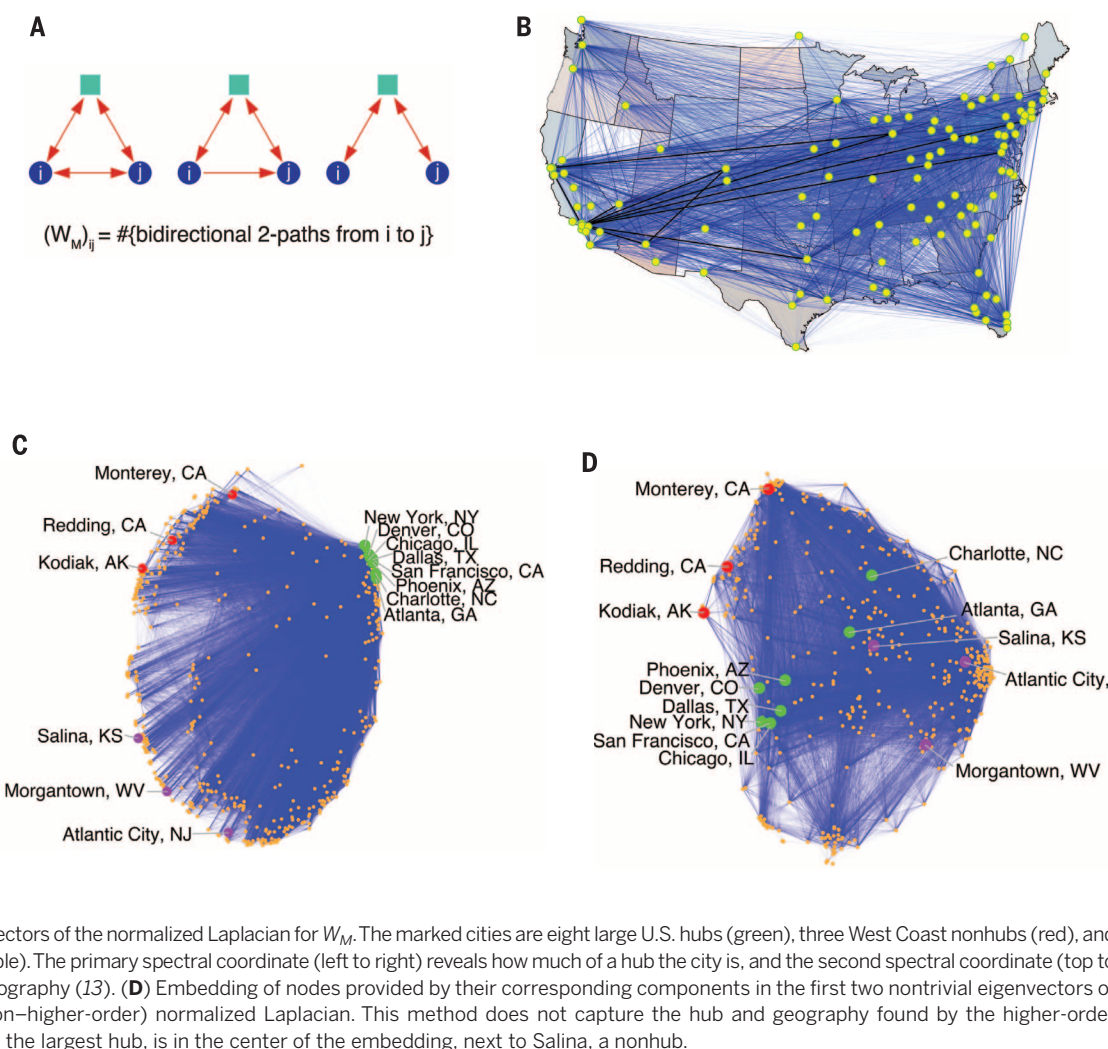 A
B
i
j
i
j
i
j
(W_M)_ij = #{bidirectional 2-paths from i to j}
C
Monterey, CA
Redding, CA
Kodiak, AK
New York, NY
Denver, CO
Chicago, IL
Dallas, TX
San Francisco, CA
Phoenix, AZ
Charlotte, NC
Atlanta, GA
Salina, KS
Morgantown, WV
Atlantic City, NJ
D
Monterey, CA
Redding, CA
Kodiak, AK
Charlotte, NC
Atlanta, GA
Salina, KS
Atlantic City,
Phoenix, AZ
Denver, CO
Dallas, TX
New York, NY
San Francisco, CA
Chicago, IL
Morgantown, WV
ectors of the normalized Laplacian for W_M. The marked cities are eight large U.S. hubs (green), three West Coast nonhubs (red), and
ple). The primary spectral coordinate (left to right) reveals how much of a hub the city is, and the second spectral coordinate (top to
ography (13). (D) Embedding of nodes provided by their corresponding components in the first two nontrivial eigenvectors o
on–higher-order) normalized Laplacian. This method does not capture the hub and geography found by the higher-orde
the largest hub, is in the center of the embedding, next to Salina, a nonhub.